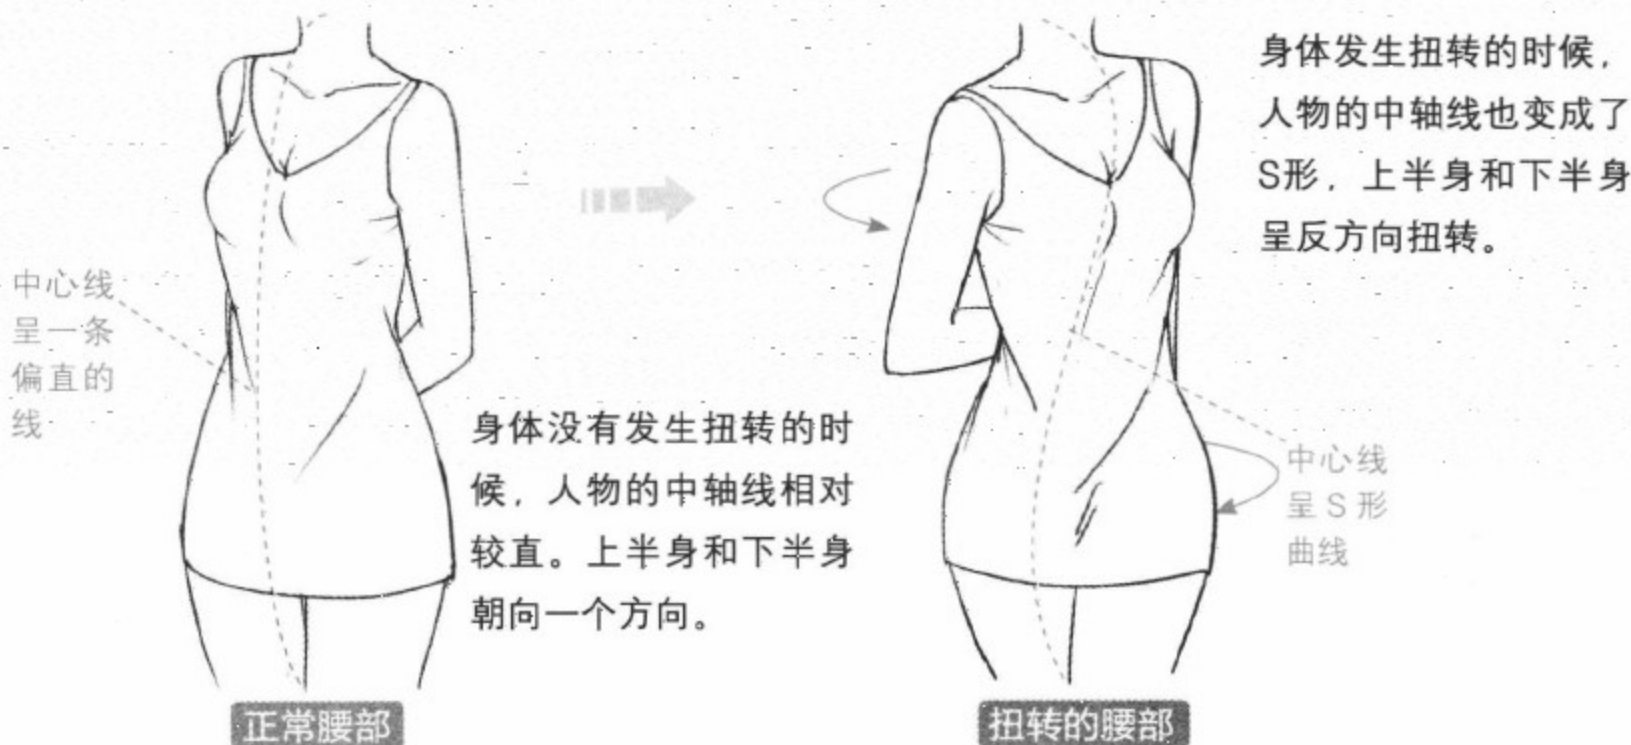 身体发生扭转的时候，
人物的中轴线也变成了
S形，上半身和下半身
呈反方向扭转。
中心线
呈一条
偏直的
线
身体没有发生扭转的时
候，人物的中轴线相对
较直。上半身和下半身
朝向一个方向。
中心线
呈S形
曲线
正常腰部
扭转的腰部